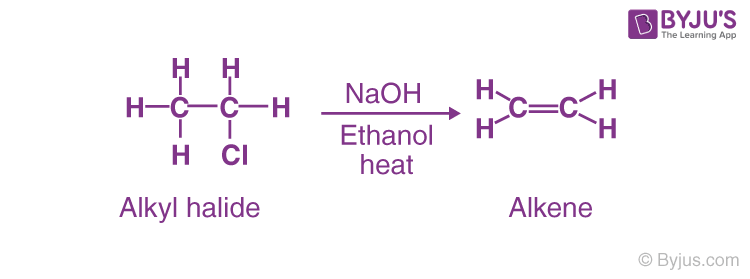 BYJU'S
The Learning App
H H
H C C H
H Cl
NaOH
Ethanol
heat
H H
C C
H H
Alkyl halide
Alkene
© Byjus.com